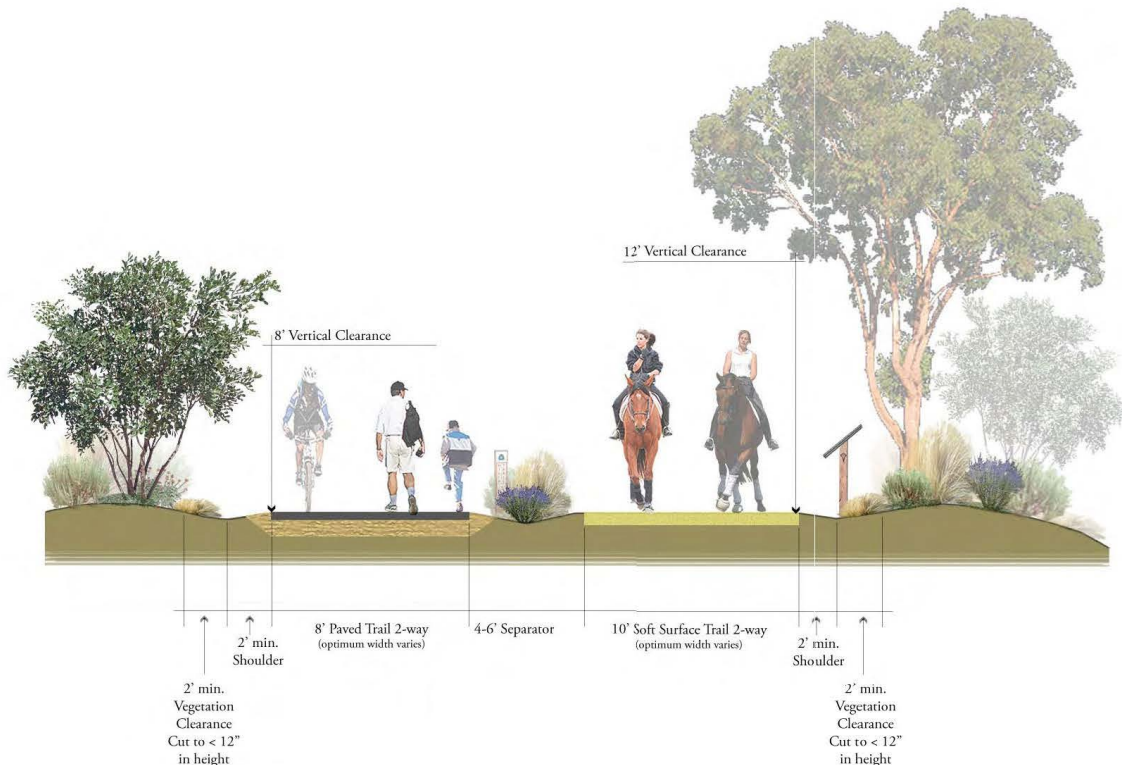 12’ Vertical Clearance
8’ Vertical Clearance
2’ min.
Vegetation
Clearance
Cut to < 12”
in height
2’ min.
Shoulder
8’ Paved Trail 2-way
(optimum width varies)
4-6’ Separator
10’ Soft Surface Trail 2-way
(optimum width varies)
2’ min.
Shoulder
2’ min.
Vegetation
Clearance
Cut to < 12”
in height